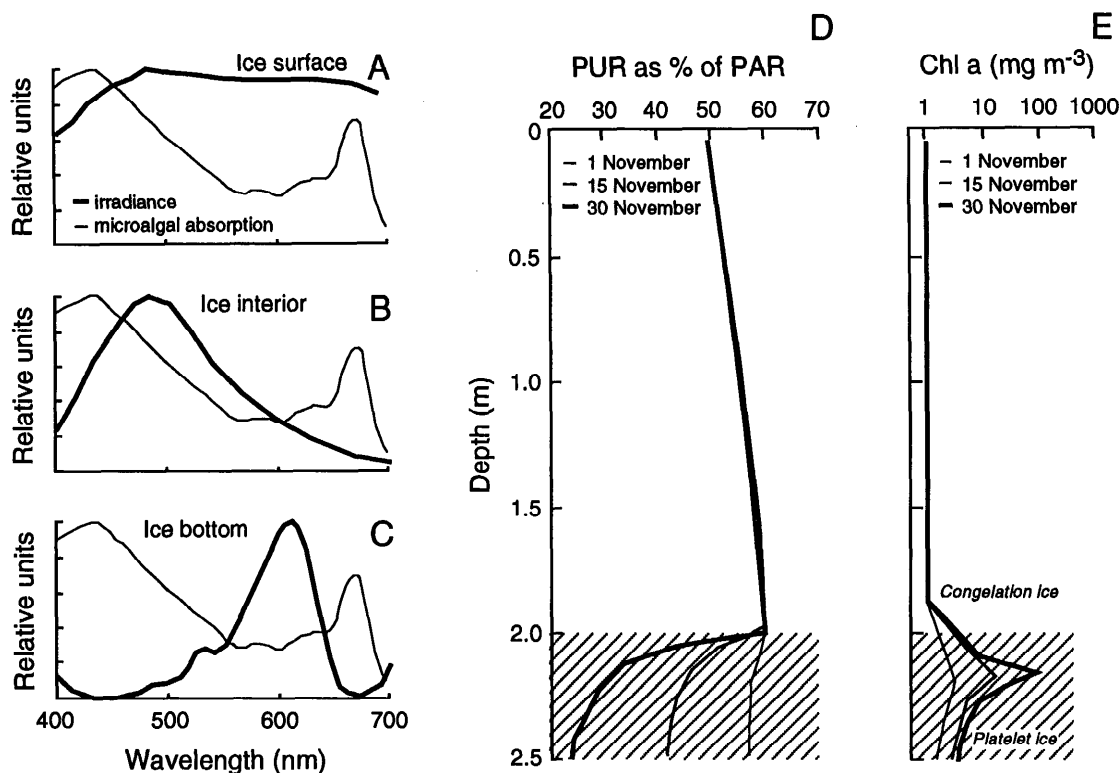 A
Ice surface
Relative units
irradiance
microalgal absorption
B
Ice interior
Relative units
C
Ice bottom
Relative units
400 500 600 700
Wavelength (nm)
D
PUR as % of PAR
20 30 40 50 60 70
0
1 November
15 November
30 November
0.5
1.0
1.5
2.0
2.5
Depth (m)
E
Chl a (mg m-3)
1 10 100 1000
1 November
15 November
30 November
Congelation ice
Platelet ice